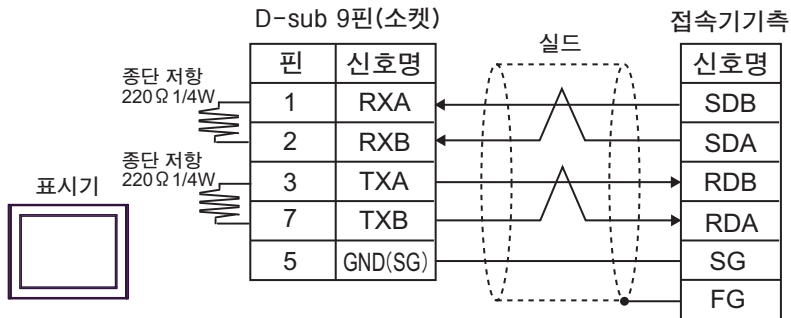 D-sub 9핀(소켓)
접속기기측
실드
핀 신호명
신호명
종단 저항
220Ω 1/4W
1 RXA
SDB
2 RXB
SDA
종단 저항
220Ω 1/4W
3 TXA
RDB
표시기
7 TXB
RDA
5 GND(SG)
SG
FG